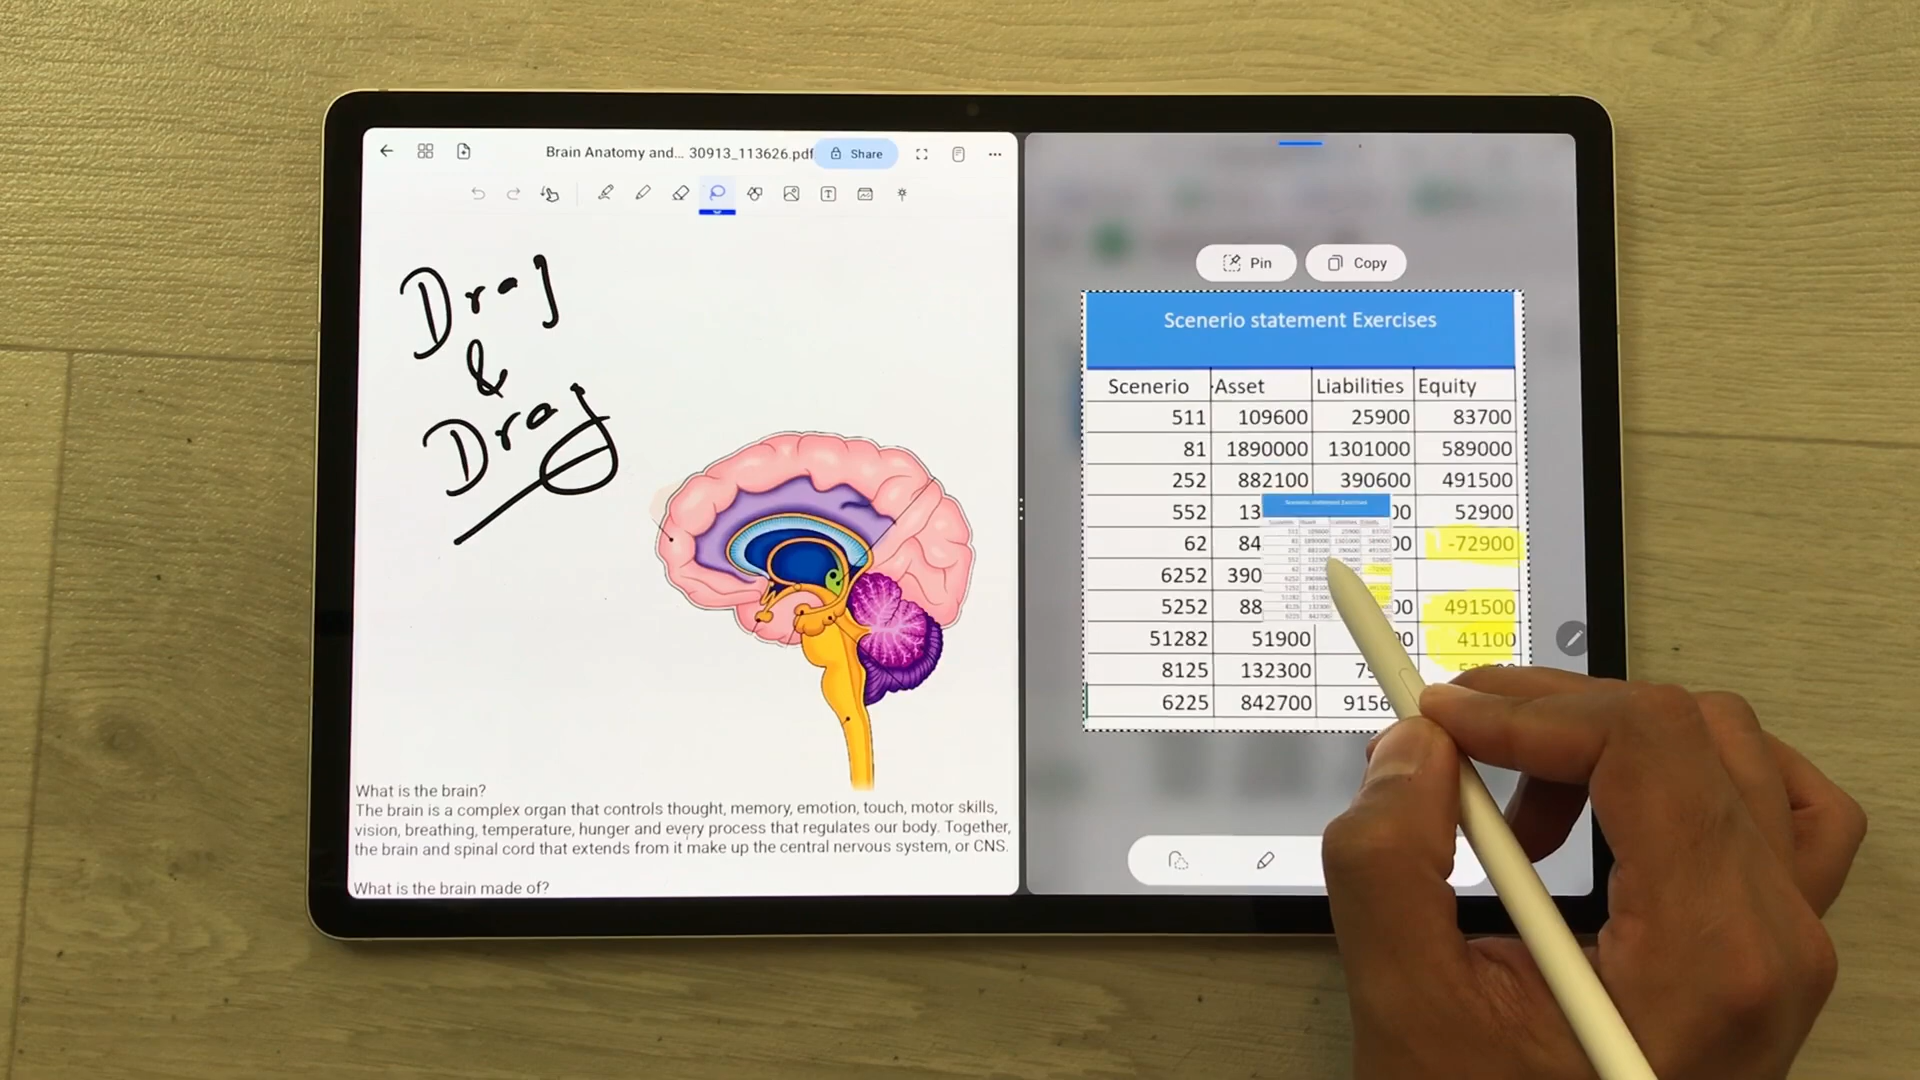 Brain Anatomy and... 30913_113626.pdf
Share
Drag
&
Drag
What is the brain?
The brain is a complex organ that controls thought, memory, emotion, touch, motor skills,
vision, breathing, temperature, hunger and every process that regulates our body. Together,
the brain and spinal cord that extends from it make up the central nervous system, or CNS.
What is the brain made of?
Pin Copy
Scenerio statement Exercises
Scenerio Asset Liabilities Equity
511 109600 25900 83700
81 1890000 1301000 589000
252 882100 390600 491500
552 52900
62 -72900
6252
5252 491500
51282 51900 41100
8125 132300
6225 842700
Scenerio statement Exercises